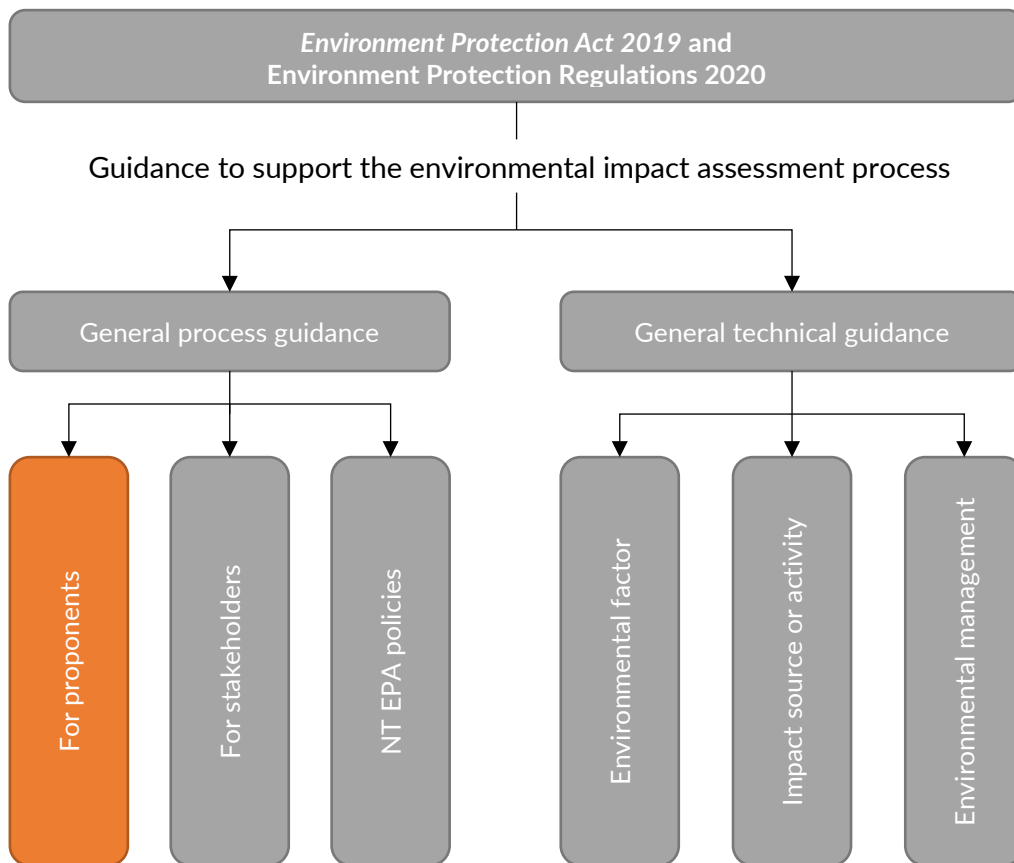 Environment Protection Act 2019 and
Environment Protection Regulations 2020
Guidance to support the environmental impact assessment process
General process guidance
General technical guidance
For proponents
For stakeholders
NT EPA policies
Environmental factor
Impact source or activity
Environmental management